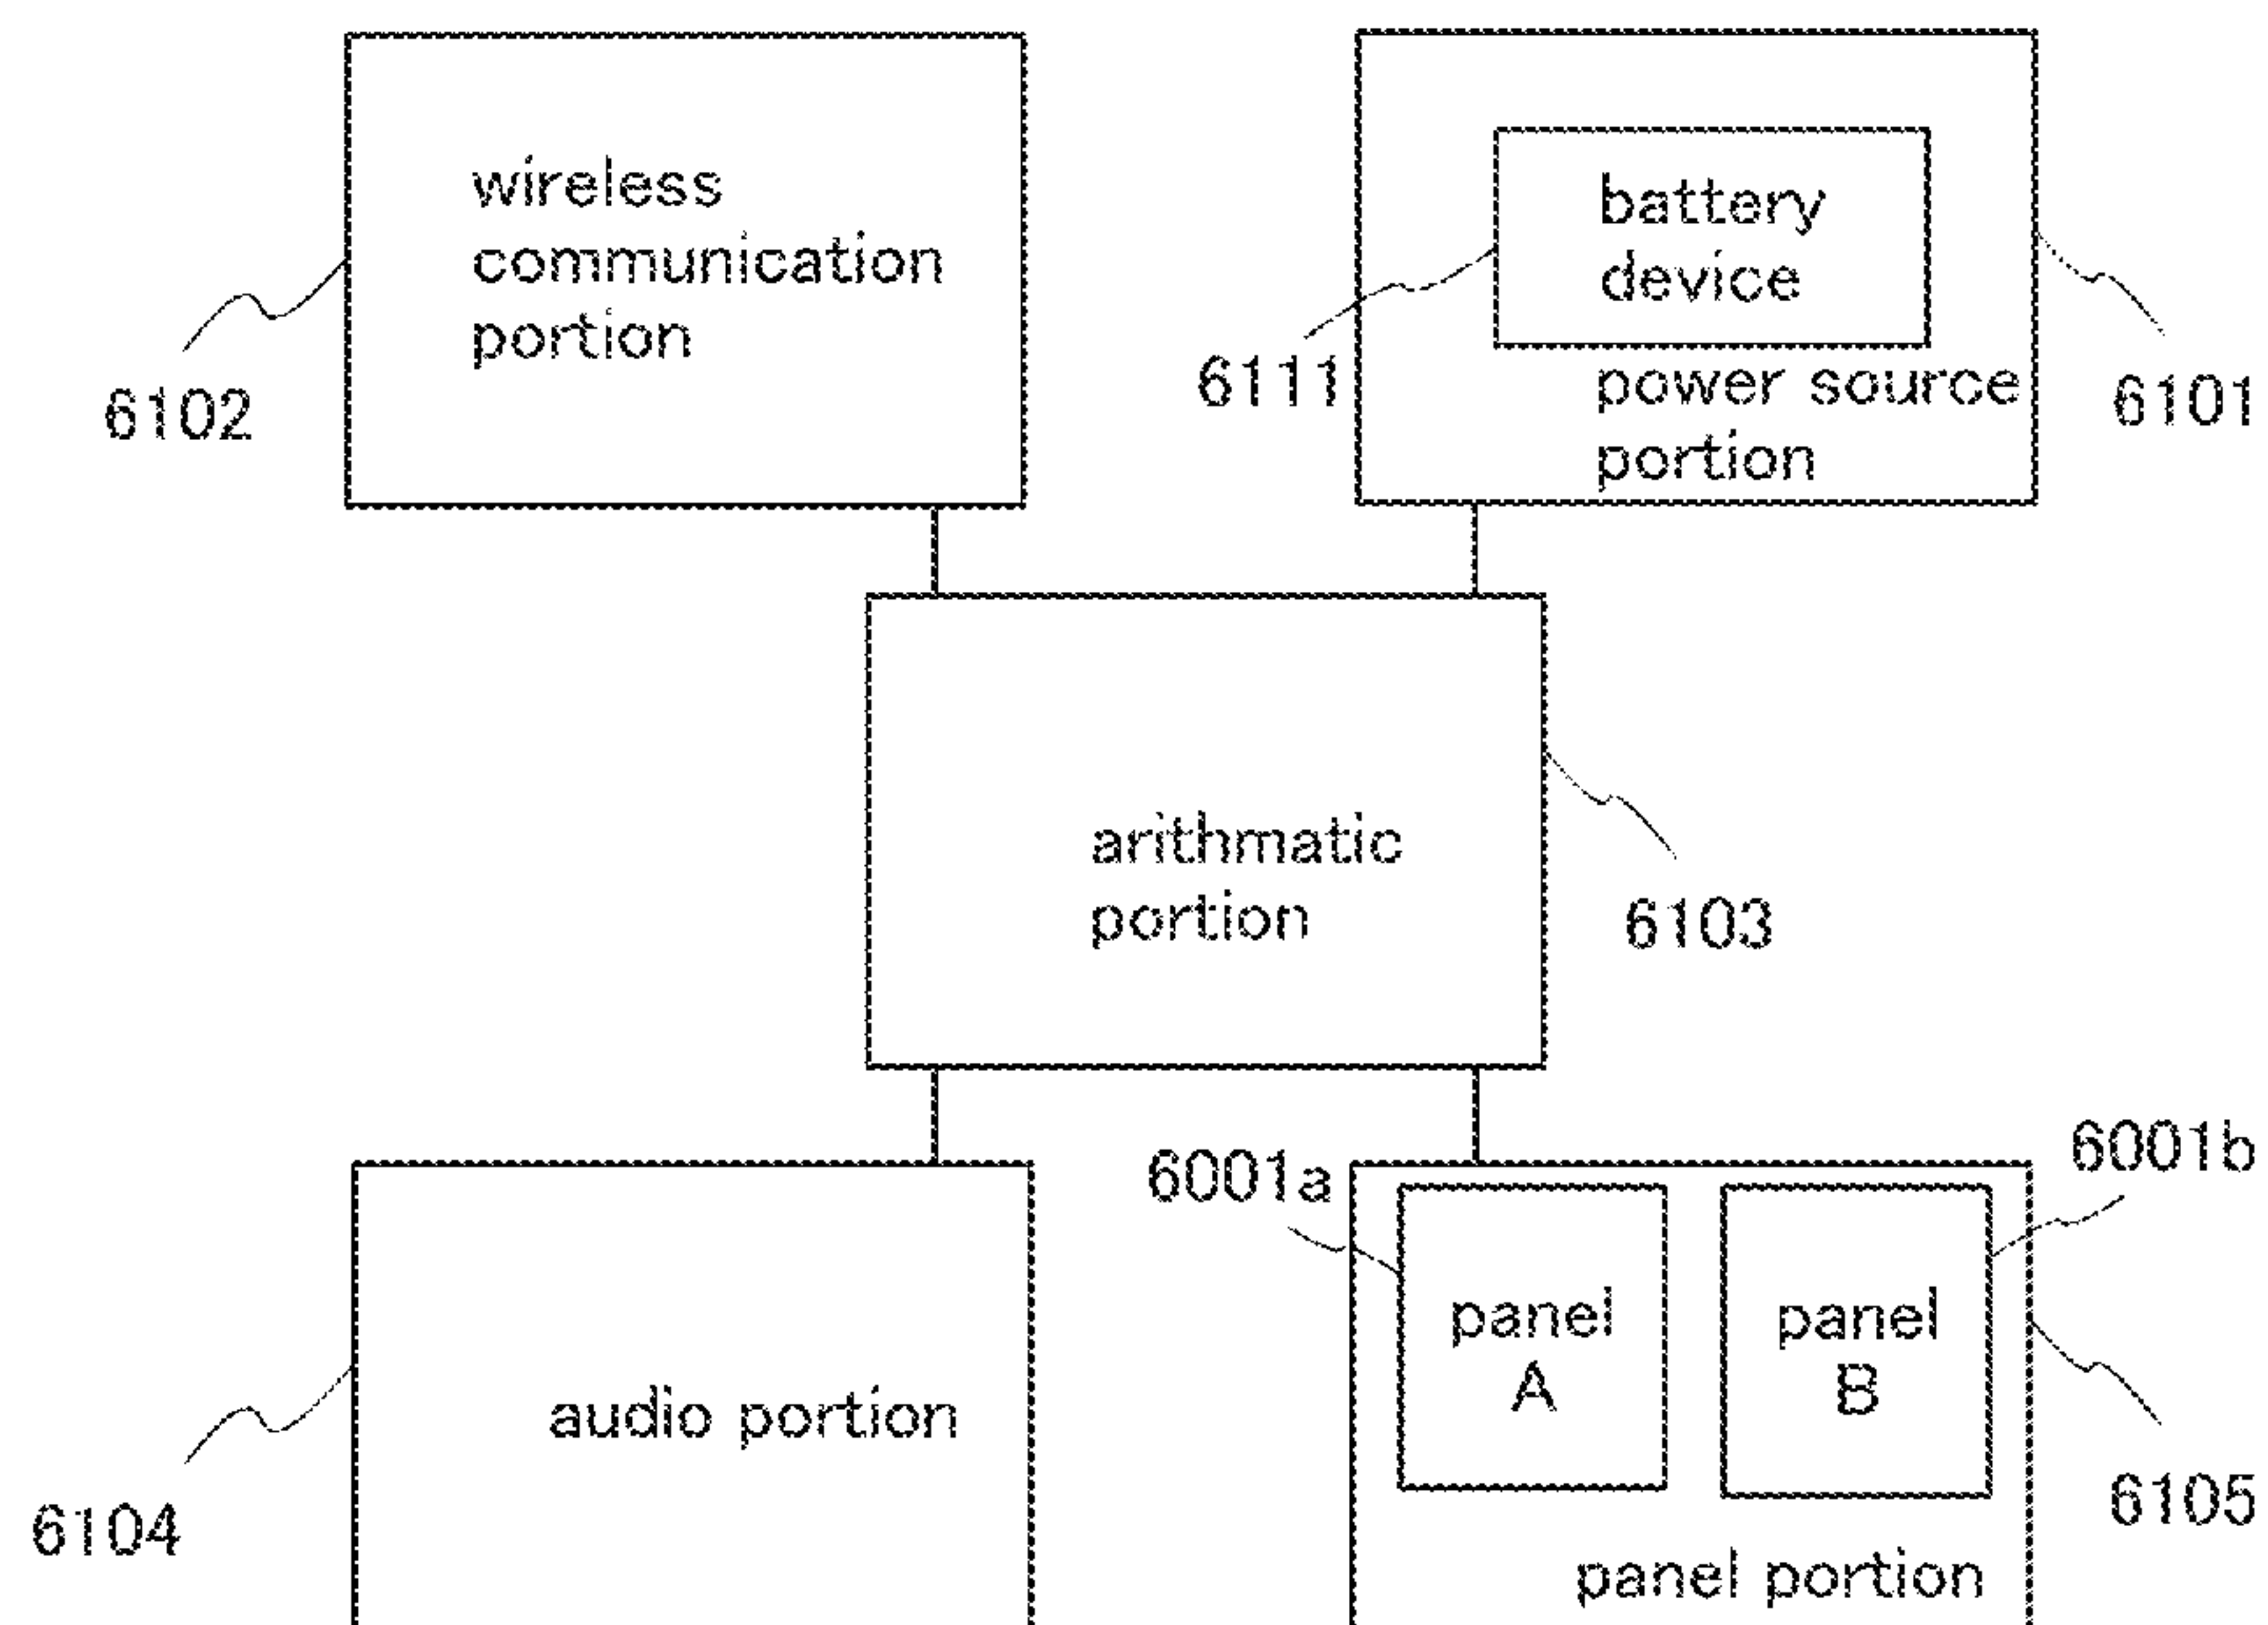 wireless
communication
portion
6102
battery
device
6111
power source
portion
6101
arithmatic
portion
6103
6001a
6001b
panel
A
panel
B
audio portion
6104
6105
panel portion